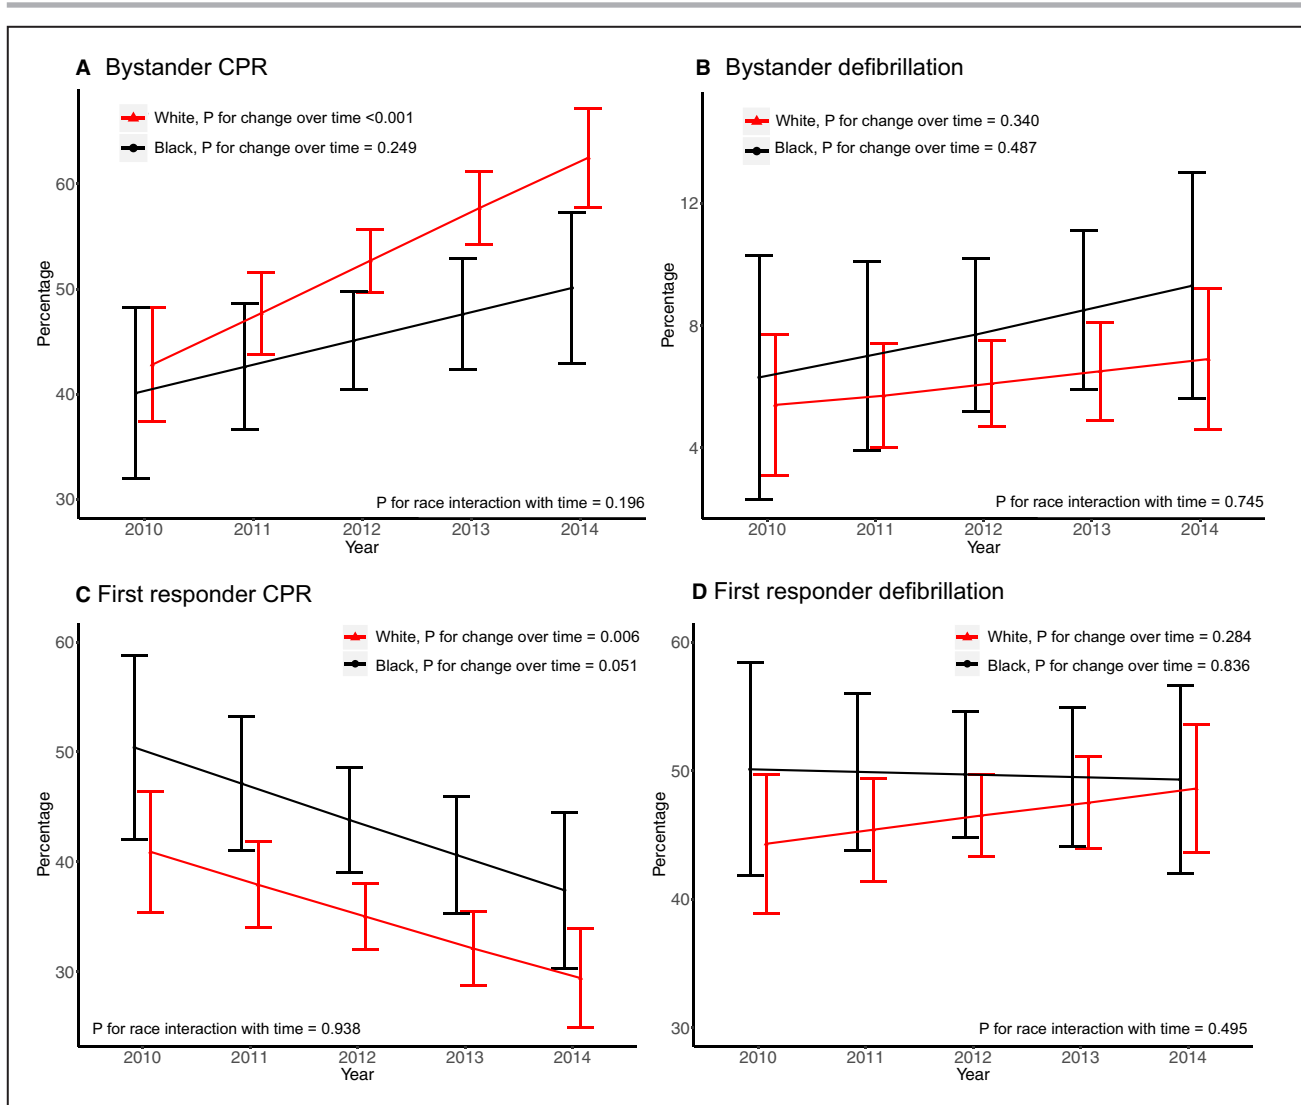 A Bystander CPR
White, P for change over time <0.001
Black, P for change over time = 0.249
Percentage
60
50
40
30
P for race interaction with time = 0.196
2010 2011 2012 2013 2014
Year
B Bystander defibrillation
White, P for change over time = 0.340
Black, P for change over time = 0.487
Percentage
12
8
4
P for race interaction with time = 0.745
2010 2011 2012 2013 2014
Year
C First responder CPR
White, P for change over time = 0.006
Black, P for change over time = 0.051
Percentage
60
50
40
30
P for race interaction with time = 0.938
2010 2011 2012 2013 2014
Year
D First responder defibrillation
White, P for change over time = 0.284
Black, P for change over time = 0.836
Percentage
60
50
40
30
P for race interaction with time = 0.495
2010 2011 2012 2013 2014
Year